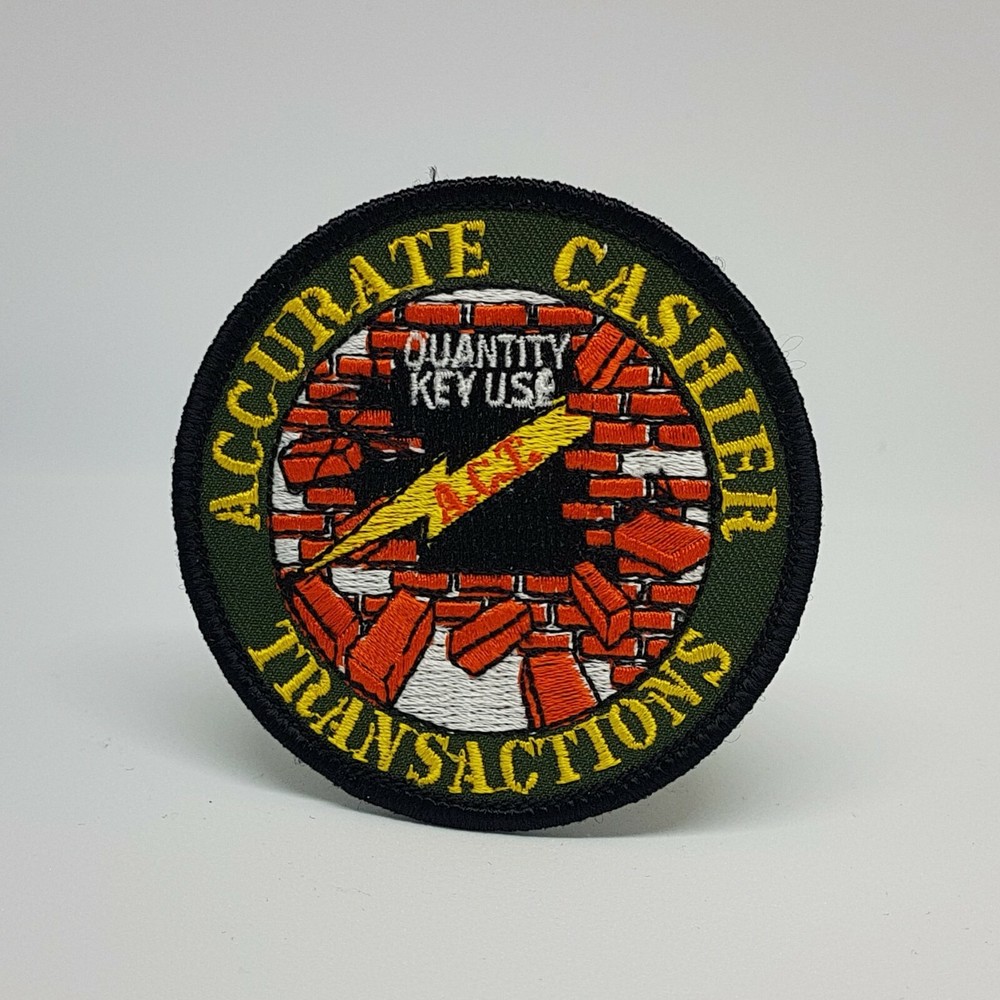 ACCURATE CASHIER
QUANTITY
KEY USE
A.C.T.
TRANSACTIONS